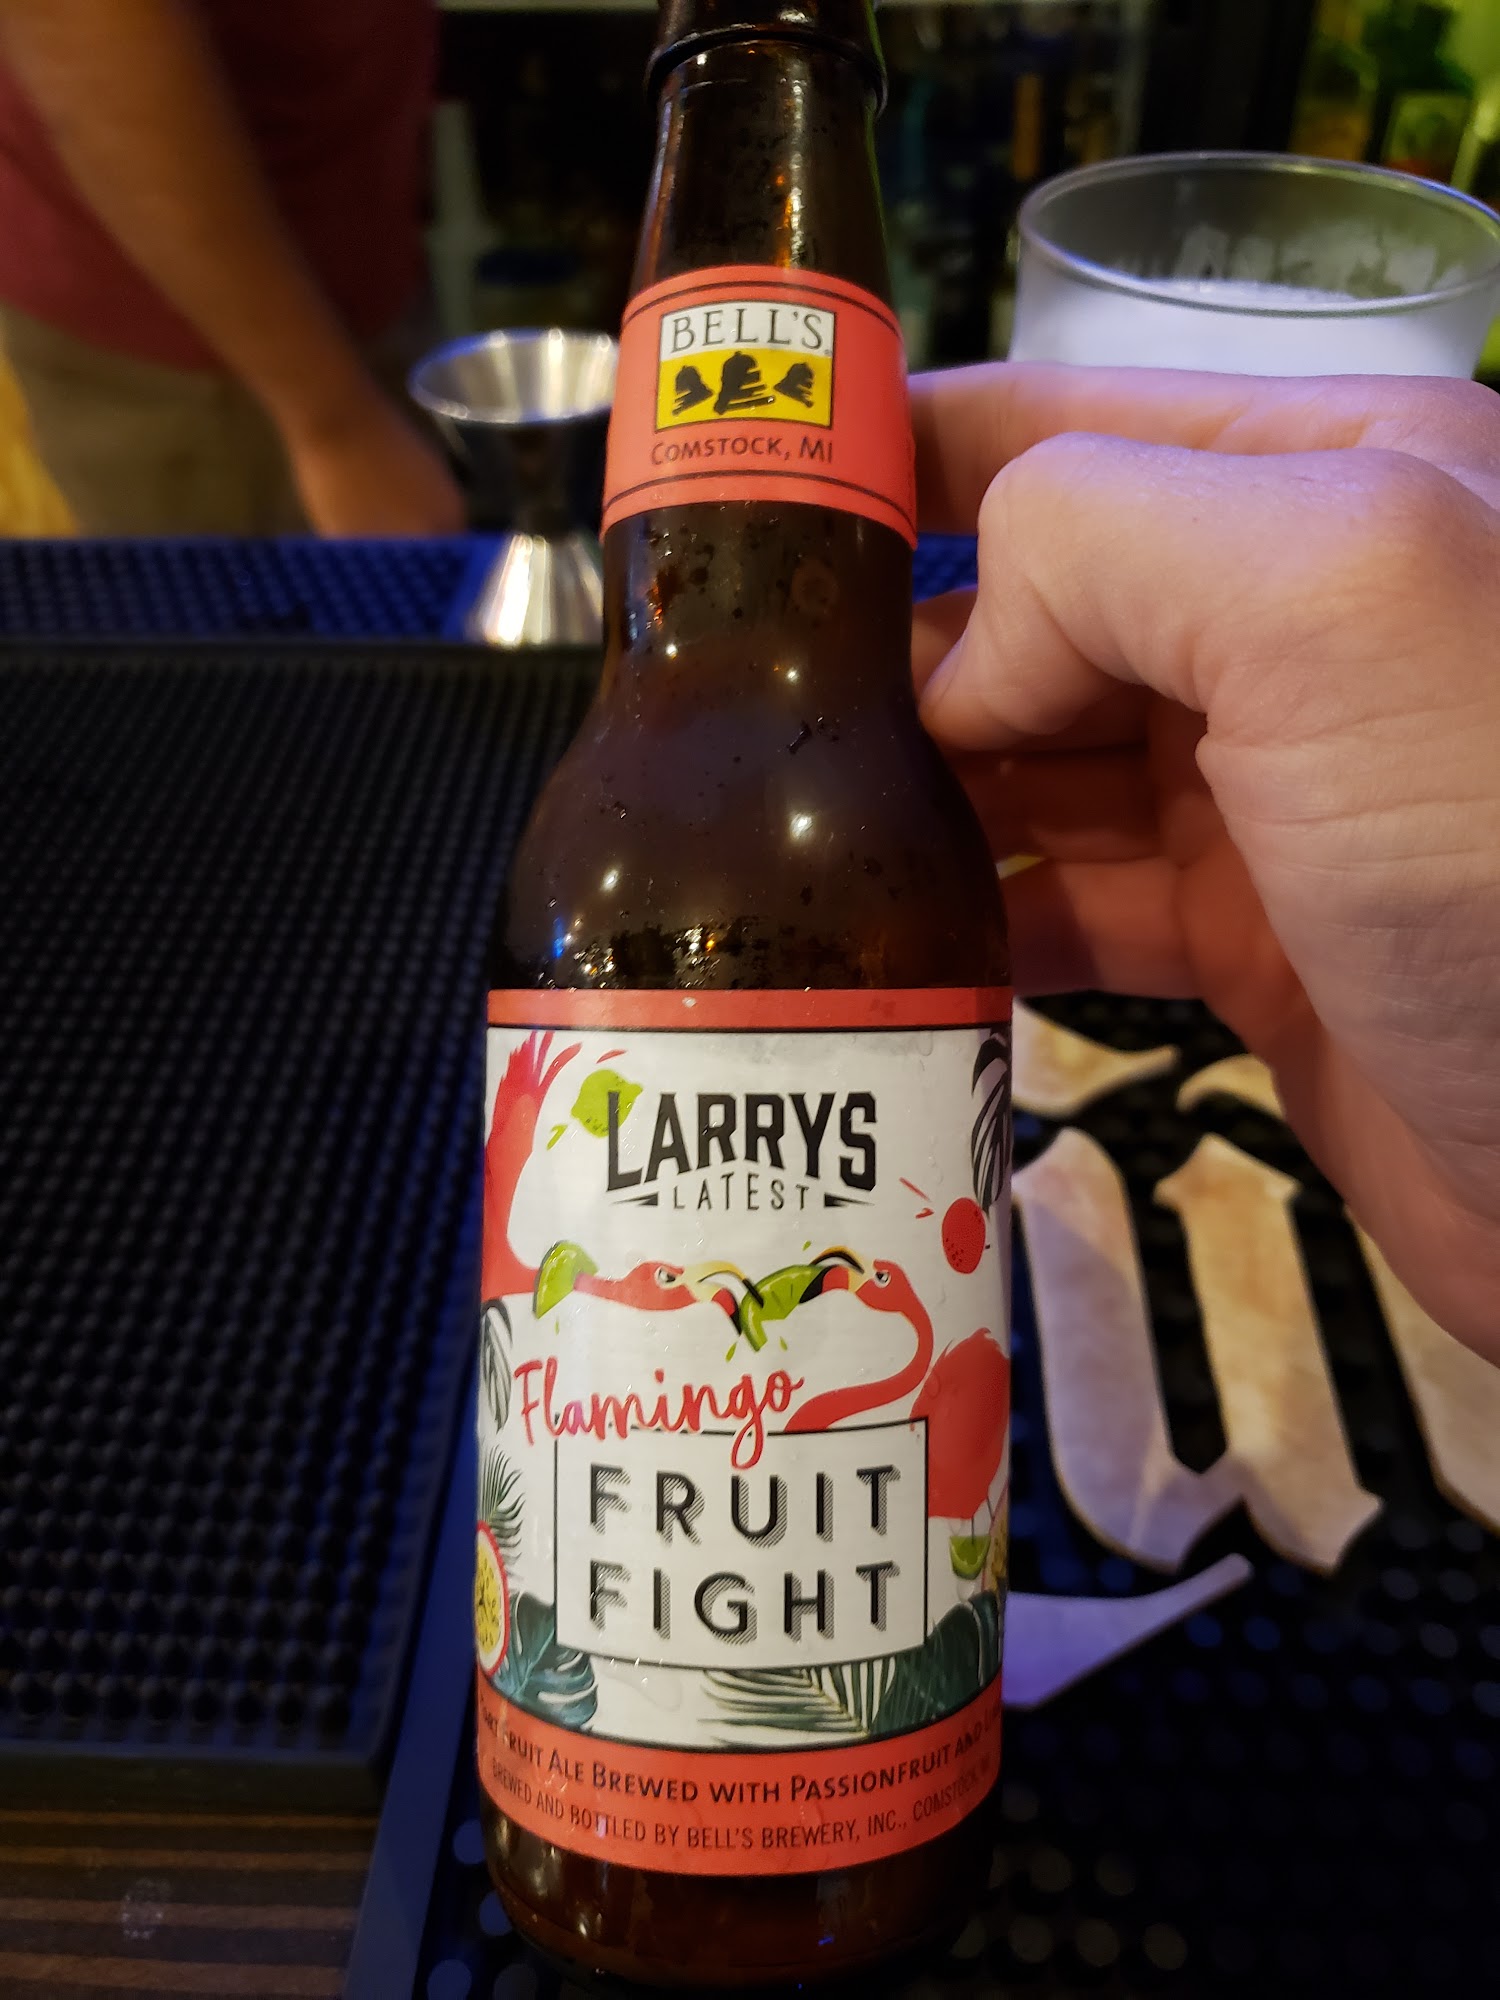 BELL'S
COMSTOCK, MI
LARRYS
LATEST
Flamingo
FRUIT
FIGHT
FRUIT ALE BREWED WITH PASSIONFRUIT AND
BREWED AND BOTTLED BY BELL'S BREWERY, INC., COMSTOCK, MI